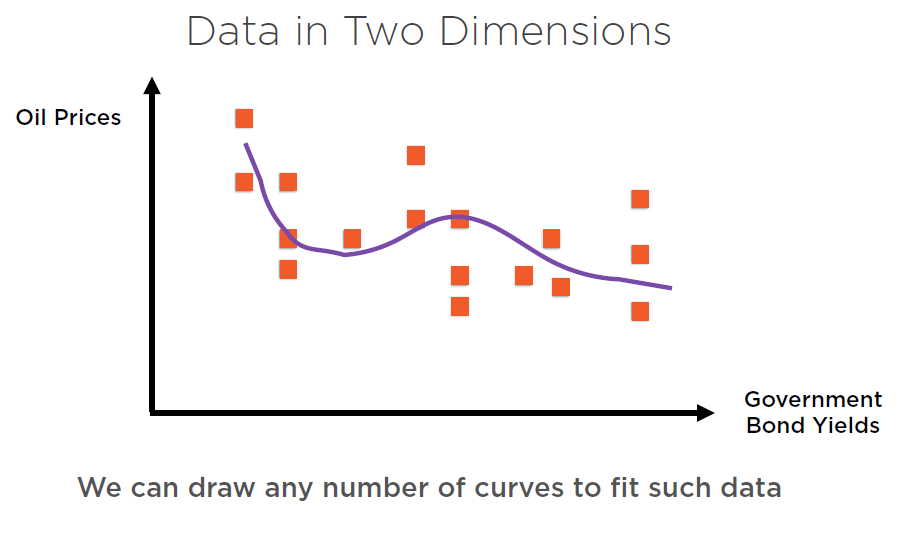 Data in Two Dimensions
Oil Prices
Government
Bond Yields
We can draw any number of curves to fit such data